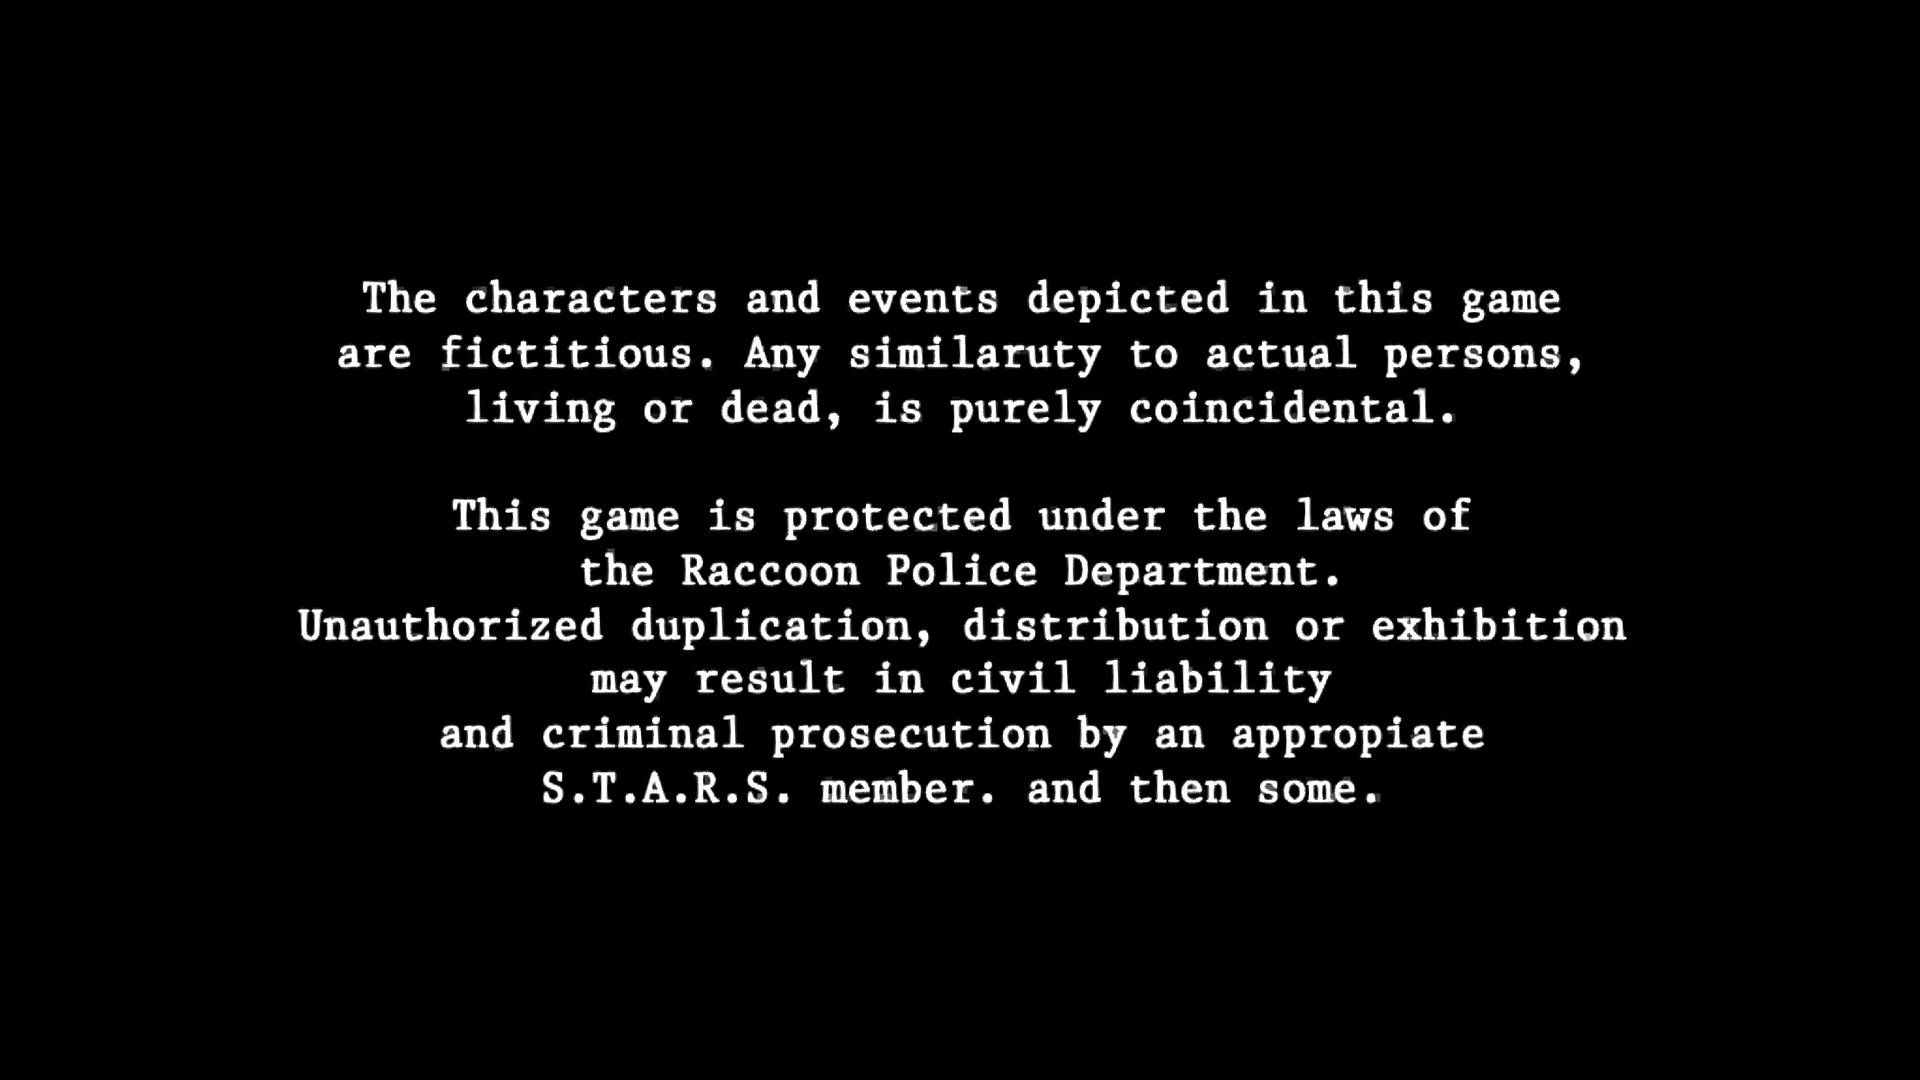 The characters and events depicted in this game
are fictitious. Any similaruty to actual persons,
living or dead, is purely coincidental.
This game is protected under the laws of
the Raccoon Police Department.
Unauthorized duplication, distribution or exhibition
may result in civil liability
and criminal prosecution by an appropiate
S.T.A.R.S. member. and then some.